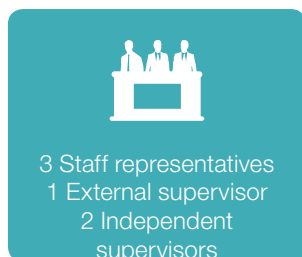 3 Staff representatives
1 External supervisor
2 Independent
supervisors